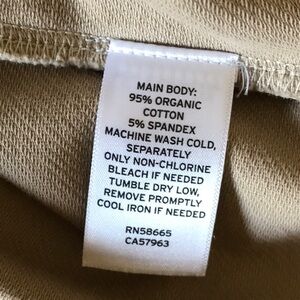 MAIN BODY:
95% ORGANIC
COTTON
5% SPANDEX
MACHINE WASH COLD,
SEPARATELY
ONLY NON-CHLORINE
BLEACH IF NEEDED
TUMBLE DRY LOW,
REMOVE PROMPTLY
COOL IRON IF NEEDED
RN58665
CA57963